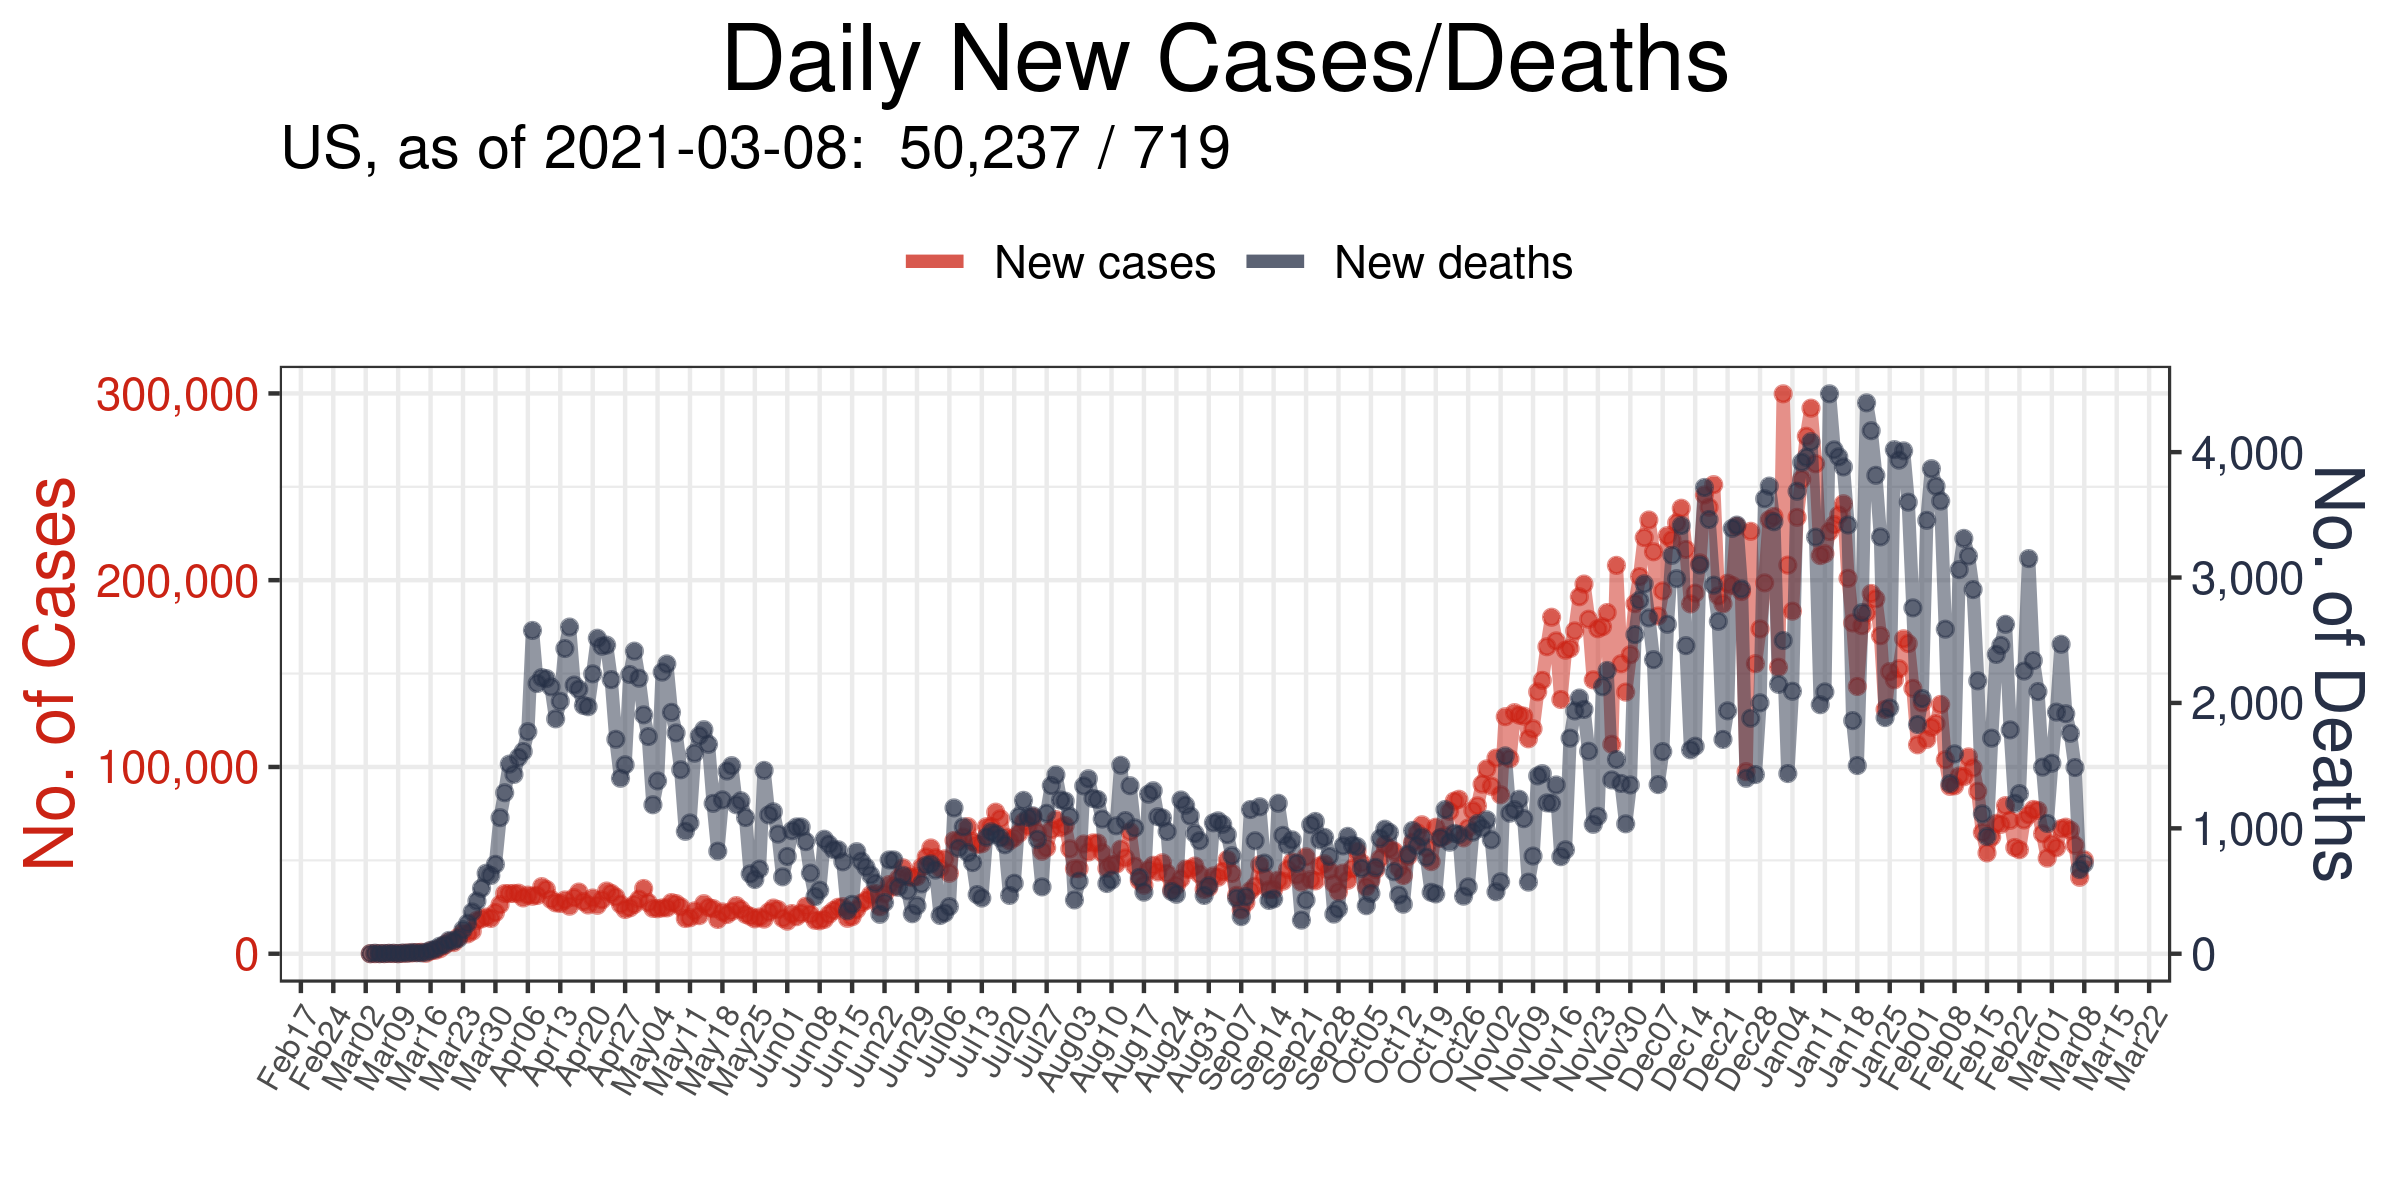 Daily New Cases/Deaths
US, as of 2021-03-08:  50,237 / 719
New cases
New deaths
No. of Cases
300,000
200,000
100,000
0
4,000
3,000
2,000
1,000
0
No. of Deaths
Feb17
Feb24
Mar02
Mar09
Mar16
Mar23
Mar30
Apr06
Apr13
Apr20
Apr27
May04
May11
May18
May25
Jun01
Jun08
Jun15
Jun22
Jun29
Jul06
Jul13
Jul20
Jul27
Aug03
Aug10
Aug17
Aug24
Aug31
Sep07
Sep14
Sep21
Sep28
Oct05
Oct12
Oct19
Oct26
Nov02
Nov09
Nov16
Nov23
Nov30
Dec07
Dec14
Dec21
Dec28
Jan04
Jan11
Jan18
Jan25
Feb01
Feb08
Feb15
Feb22
Mar01
Mar08
Mar15
Mar22